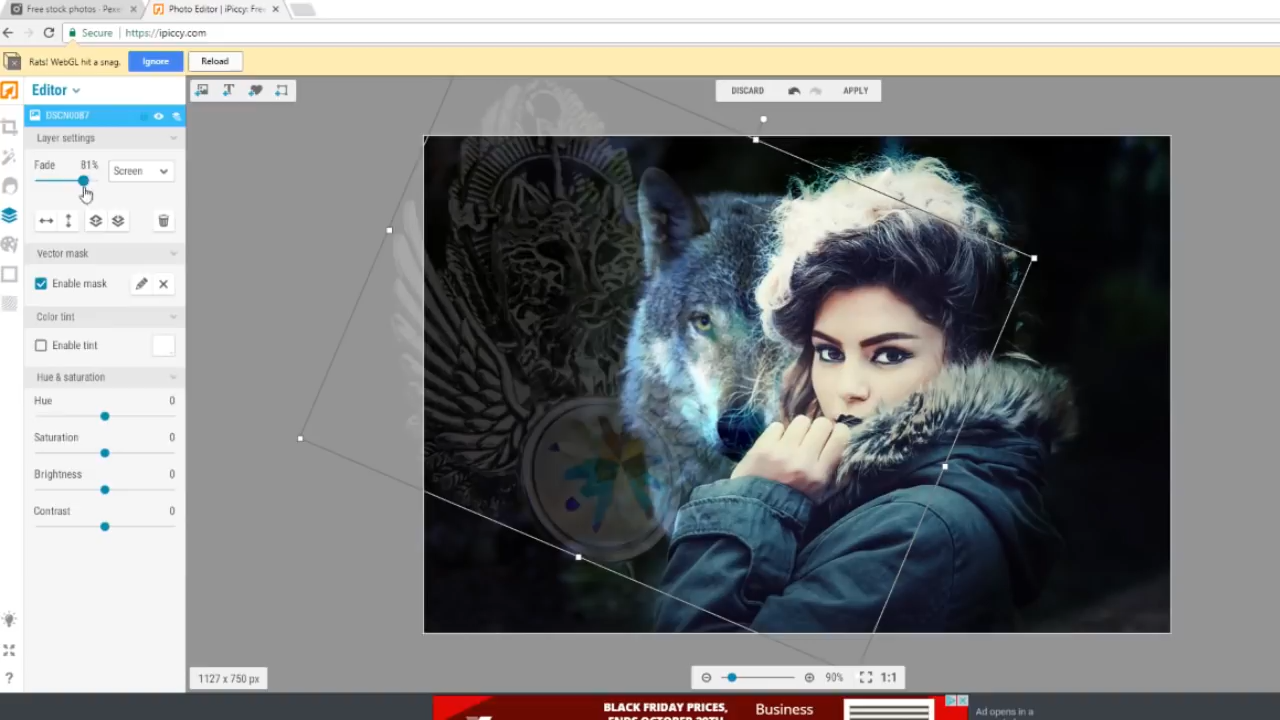 Free stock photos - Pexe
Photo Editor | iPiccy: Fre
Secure
https://ipiccy.com
Rats! WebGL hit a snag.
Ignore
Reload
Editor
DISCARD
APPLY
DSCN0087
Layer settings
Fade
81%
Screen
Vector mask
Enable mask
Color tint
Enable tint
Hue & saturation
Hue
0
Saturation
0
Brightness
0
Contrast
0
?
1127 x 750 px
90%
1:1
BLACK FRIDAY PRICES,
ENDS OCTOBER 29TH
Business
Ad opens in a